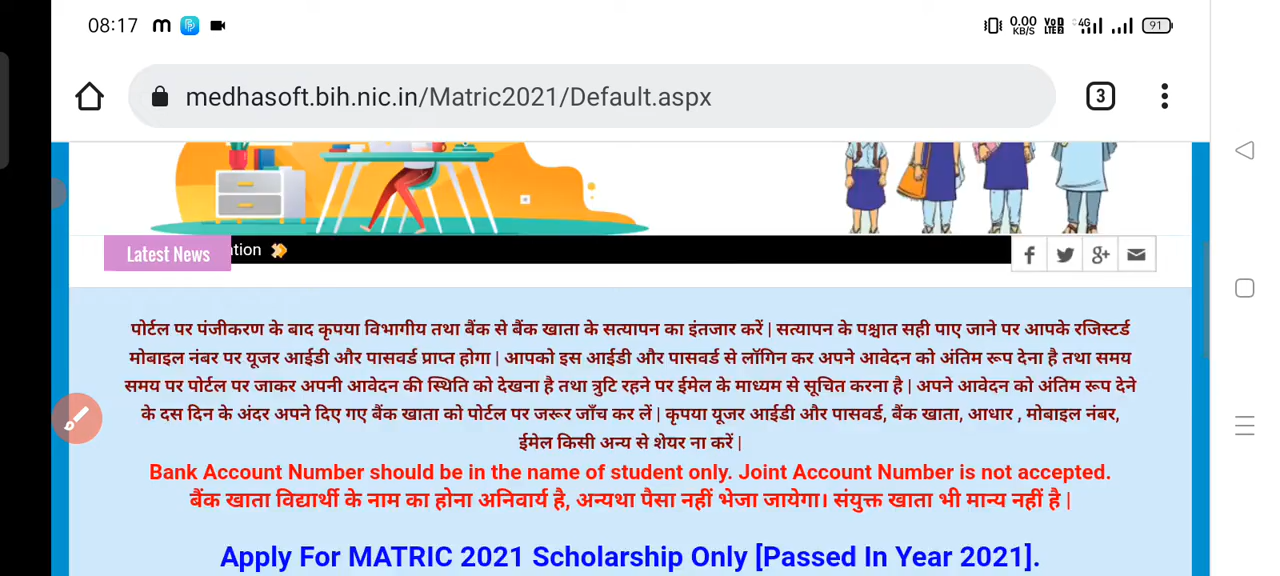 08:17 m 0.00 KB/S VoD LTE2 4G 91
medhasoft.bih.nic.in/Matric2021/Default.aspx 3
Latest News ation
पोर्टल पर पंजीकरण के बाद कृपया विभागीय तथा बैंक से बैंक खाता के सत्यापन का इंतजार करें | सत्यापन के पश्चात सही पाए जाने पर आपके रजिस्टर्ड
मोबाइल नंबर पर यूजर आईडी और पासवर्ड प्राप्त होगा | आपको इस आईडी और पासवर्ड से लॉगिन कर अपने आवेदन को अंतिम रूप देना है तथा समय
समय पर पोर्टल पर जाकर अपनी आवेदन की स्थिति को देखना है तथा त्रुटि रहने पर ईमेल के माध्यम से सूचित करना है | अपने आवेदन को अंतिम रूप देने
के दस दिन के अंदर अपने दिए गए बैंक खाता को पोर्टल पर जरूर जाँच कर लें | कृपया यूजर आईडी और पासवर्ड, बैंक खाता, आधार , मोबाइल नंबर,
ईमेल किसी अन्य से शेयर ना करें |
Bank Account Number should be in the name of student only. Joint Account Number is not accepted.
बैंक खाता विद्यार्थी के नाम का होना अनिवार्य है, अन्यथा पैसा नहीं भेजा जायेगा। संयुक्त खाता भी मान्य नहीं है |
Apply For MATRIC 2021 Scholarship Only [Passed In Year 2021].